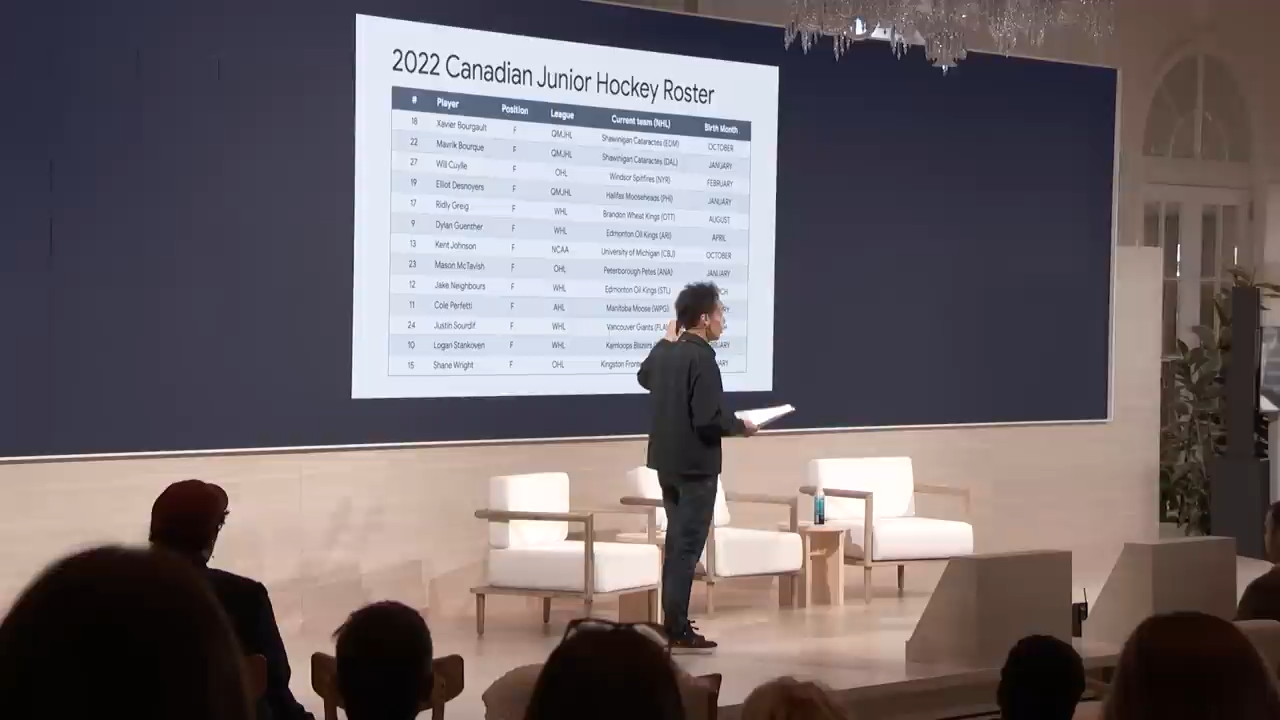 2022 Canadian Junior Hockey Roster
# Player Position League Current team (NHL) Birth Month
18 Xavier Bourgault F QMJHL Shawinigan Cataractes (EDM) OCTOBER
22 Mavrik Bourque F QMJHL Shawinigan Cataractes (DAL) JANUARY
27 Will Cuylle F OHL Windsor Spitfires (NYR) FEBRUARY
19 Elliot Desnoyers F QMJHL Halifax Mooseheads (PHI) JANUARY
17 Ridly Greig F WHL Brandon Wheat Kings (OTT) AUGUST
9 Dylan Guenther F WHL Edmonton Oil Kings (ARI) APRIL
13 Kent Johnson F NCAA University of Michigan (CBJ) OCTOBER
23 Mason McTavish F OHL Peterborough Petes (ANA) JANUARY
12 Jake Neighbours F WHL Edmonton Oil Kings (STL)
11 Cole Perfetti F AHL Manitoba Moose (WPG)
24 Justin Sourdif F WHL Vancouver Giants
10 Logan Stankoven F WHL Kamloops Blazers
15 Shane Wright F OHL Kingston